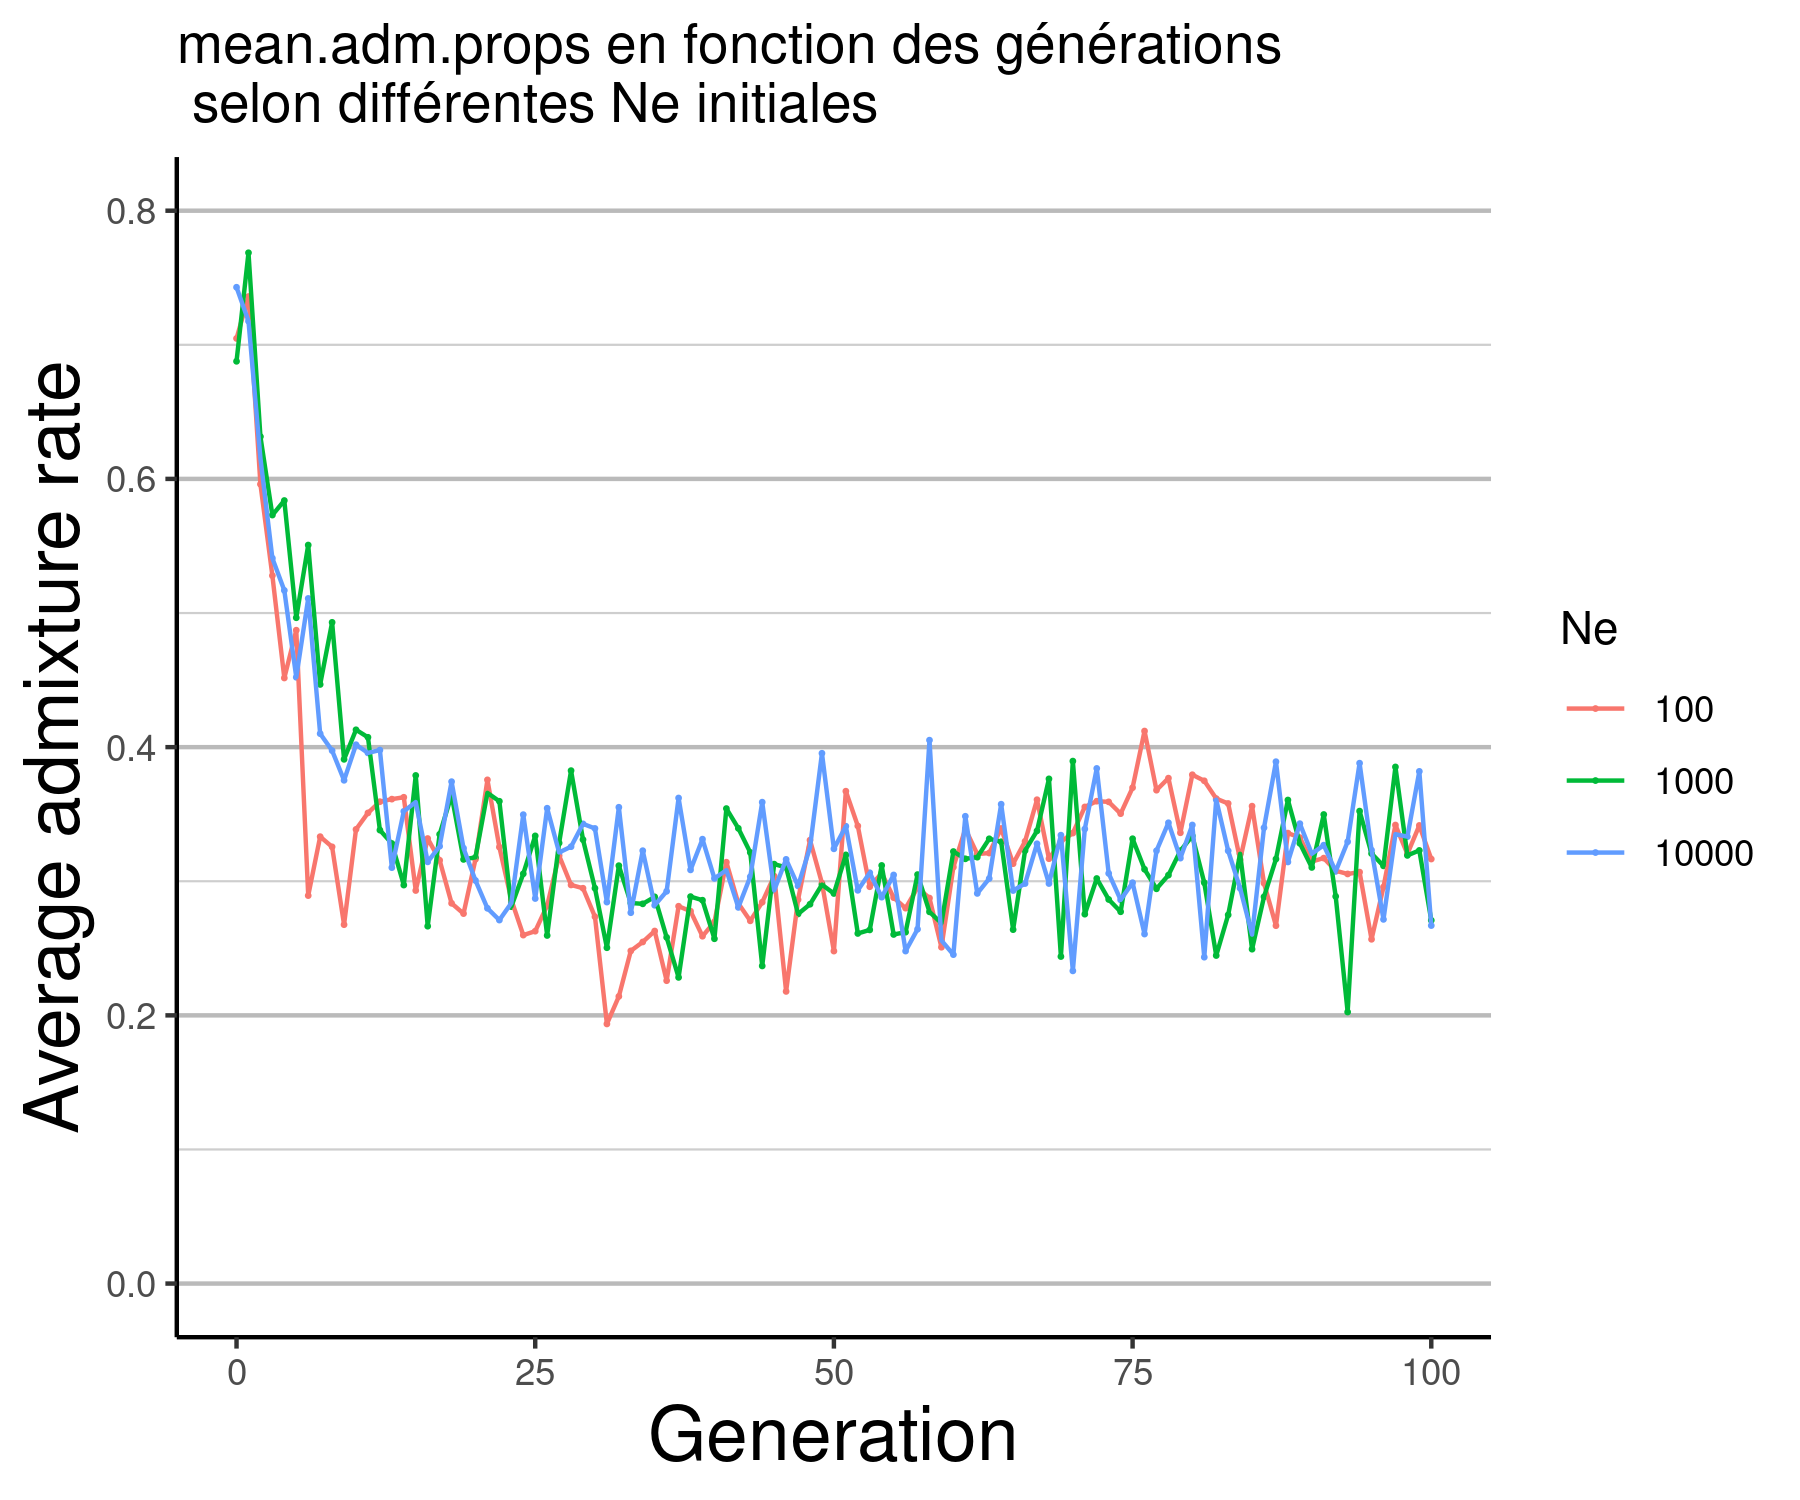 mean.adm.props en fonction des générations
selon différentes Ne initiales
Average admixture rate
0.8
0.6
0.4
0.2
0.0
0
25
50
75
100
Generation
Ne
100
1000
10000